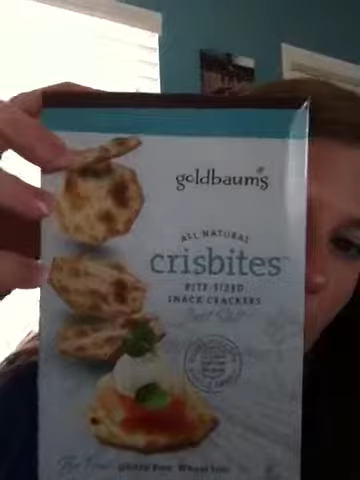 goldbaum's
ALL NATURAL
crisbites
BITE SIZED
SNACK CRACKERS
Gluten Free Wheat Free